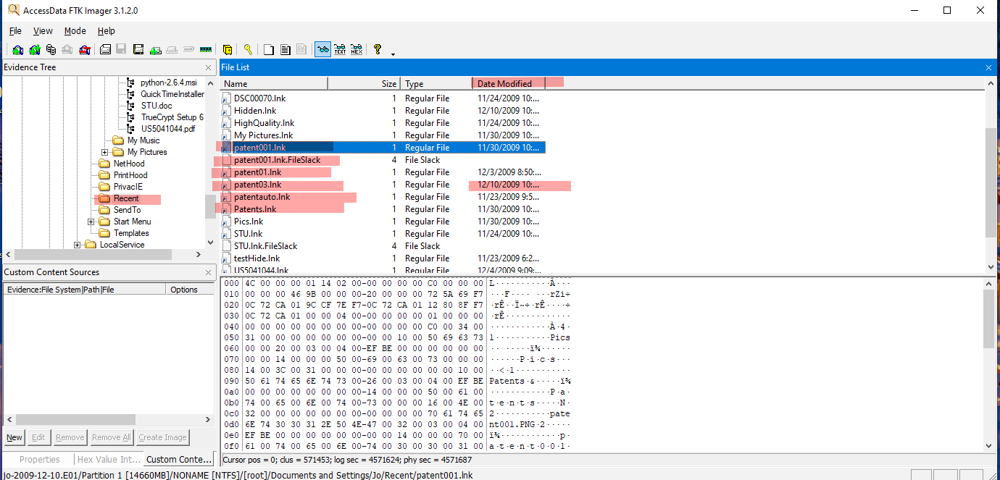 AccessData FTK Imager 3.1.2.0
File View Mode Help
TEXT HEX
Evidence Tree
python-2.6.4.msi
QuickTimeInstaller
STU.doc
TrueCrypt Setup 6
US5041044.pdf
My Music
My Pictures
NetHood
PrintHood
PrivacIE
Recent
SendTo
Start Menu
Templates
LocalService
Custom Content Sources
Evidence:File System|Path|File Options
New Edit Remove Remove All Create Image
Properties Hex Value Int... Custom Conte...
File List
Name Size Type Date Modified
DSC00070.lnk 1 Regular File 11/24/2009 10:...
Hidden.lnk 1 Regular File 12/10/2009 10:...
HighQuality.lnk 1 Regular File 11/24/2009 10:...
My Pictures.lnk 1 Regular File 11/30/2009 10:...
patent001.lnk 1 Regular File 11/30/2009 10:...
patent001.lnk.FileSlack 4 File Slack
patent01.lnk 1 Regular File 12/3/2009 8:50:...
patent03.lnk 1 Regular File 12/10/2009 10:...
patentauto.lnk 1 Regular File 11/23/2009 9:5...
Patents.lnk 1 Regular File 11/30/2009 10:...
Pics.lnk 1 Regular File 11/30/2009 10:...
STU.lnk 1 Regular File 11/24/2009 10:...
STU.lnk.FileSlack 4 File Slack
testHide.lnk 1 Regular File 11/23/2009 6:2...
US5041044.lnk 1 Regular File 12/4/2009 9:09:...
000 4C 00 00 00 01 14 02 00-00 00 00 00 C0 00 00 00 L···········À···
010 00 00 00 46 9B 00 00 00-20 00 00 00 72 5A 69 F7 ···F···· ···rZi÷
020 0C 72 CA 01 9C CF 7E F7-0C 72 CA 01 12 80 8F F7 ·rÊ··Ï~÷·rÊ····÷
030 0C 72 CA 01 00 00 04 00-00 00 00 00 01 00 00 00 ·rÊ·············
040 00 00 00 00 00 00 00 00-00 00 00 00 C0 00 34 00 ············À·4·
050 31 00 00 00 00 00 00 00-00 00 10 00 50 69 63 73 1···········Pics
060 00 00 20 00 03 00 04 00-EF BE 00 00 00 00 00 00 ·· ·····ï¾······
070 00 00 14 00 00 00 50 00-69 00 63 00 73 00 00 00 ······P·i·c·s···
080 14 00 3C 00 31 00 00 00-00 00 00 00 00 00 10 00 ··<·1···········
090 50 61 74 65 6E 74 73 00-26 00 03 00 04 00 EF BE Patents·&·····ï¾
0a0 00 00 00 00 00 00 00 00-14 00 00 00 50 00 61 00 ············P·a·
0b0 74 00 65 00 6E 00 74 00-73 00 00 00 16 00 4E 00 t·e·n·t·s·····N·
0c0 32 00 00 00 00 00 00 00-00 00 00 00 70 61 74 65 2···········pate
0d0 6E 74 30 30 31 2E 50 4E-47 00 32 00 03 00 04 00 nt001.PNG·2·····
0e0 EF BE 00 00 00 00 00 00-00 00 14 00 00 00 70 00 ï¾············p·
0f0 61 00 74 00 65 00 6E 00-74 00 30 00 30 00 31 00 a·t·e·n·t·0·0·1·
Cursor pos = 0; clus = 571453; log sec = 4571624; phy sec = 4571687
jo-2009-12-10.E01/Partition 1 [14660MB]/NONAME [NTFS]/[root]/Documents and Settings/Jo/Recent/patent001.lnk